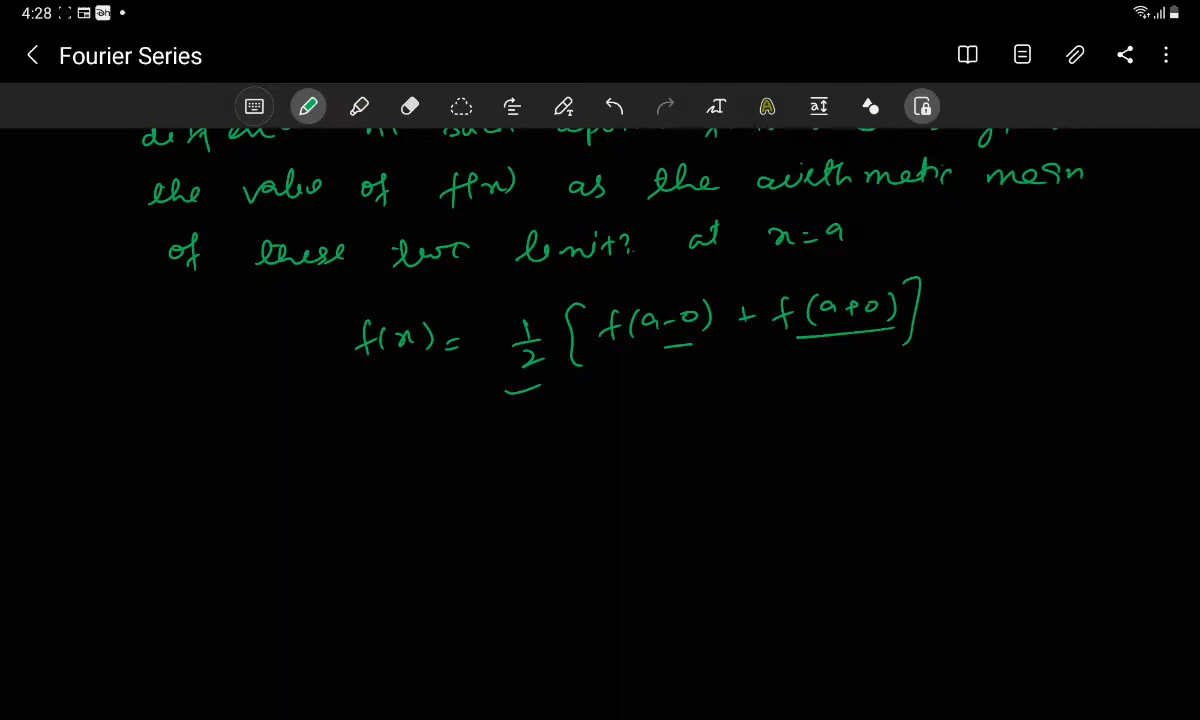 4:28
Fourier Series
the value of f(x) as the arithmetic mean
of these two limits at x=a
f(x) = 1/2 [f(a-0) + f(a+0)]